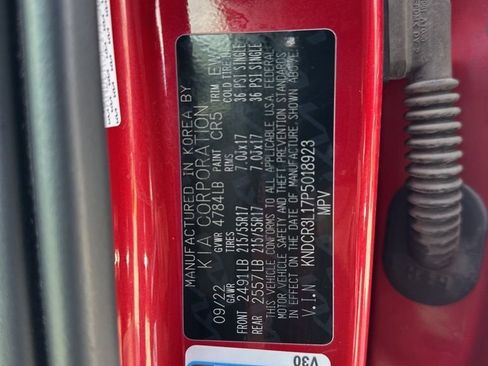 MANUFACTURED IN KOREA BY
KIA CORPORATION
09/22 GVWR 4784LB PAINT CR5 TRIM EW
GAWR TIRES RIMS COLD TIRE
FRONT 2491LB 215/55R17 7.0Jx17 36 PSI SINGLE
REAR 2557LB 215/55R17 7.0Jx17 36 PSI SINGLE
THIS VEHICLE CONFORMS TO ALL APPLICABLE U.S.A. FEDERAL
MOTOR VEHICLE SAFETY AND THEFT PREVENTION STANDARDS
IN EFFECT ON THE DATE OF MANUFACTURE SHOWN ABOVE.
V.I.N KNDCR3L17P5018923
MPV
V30